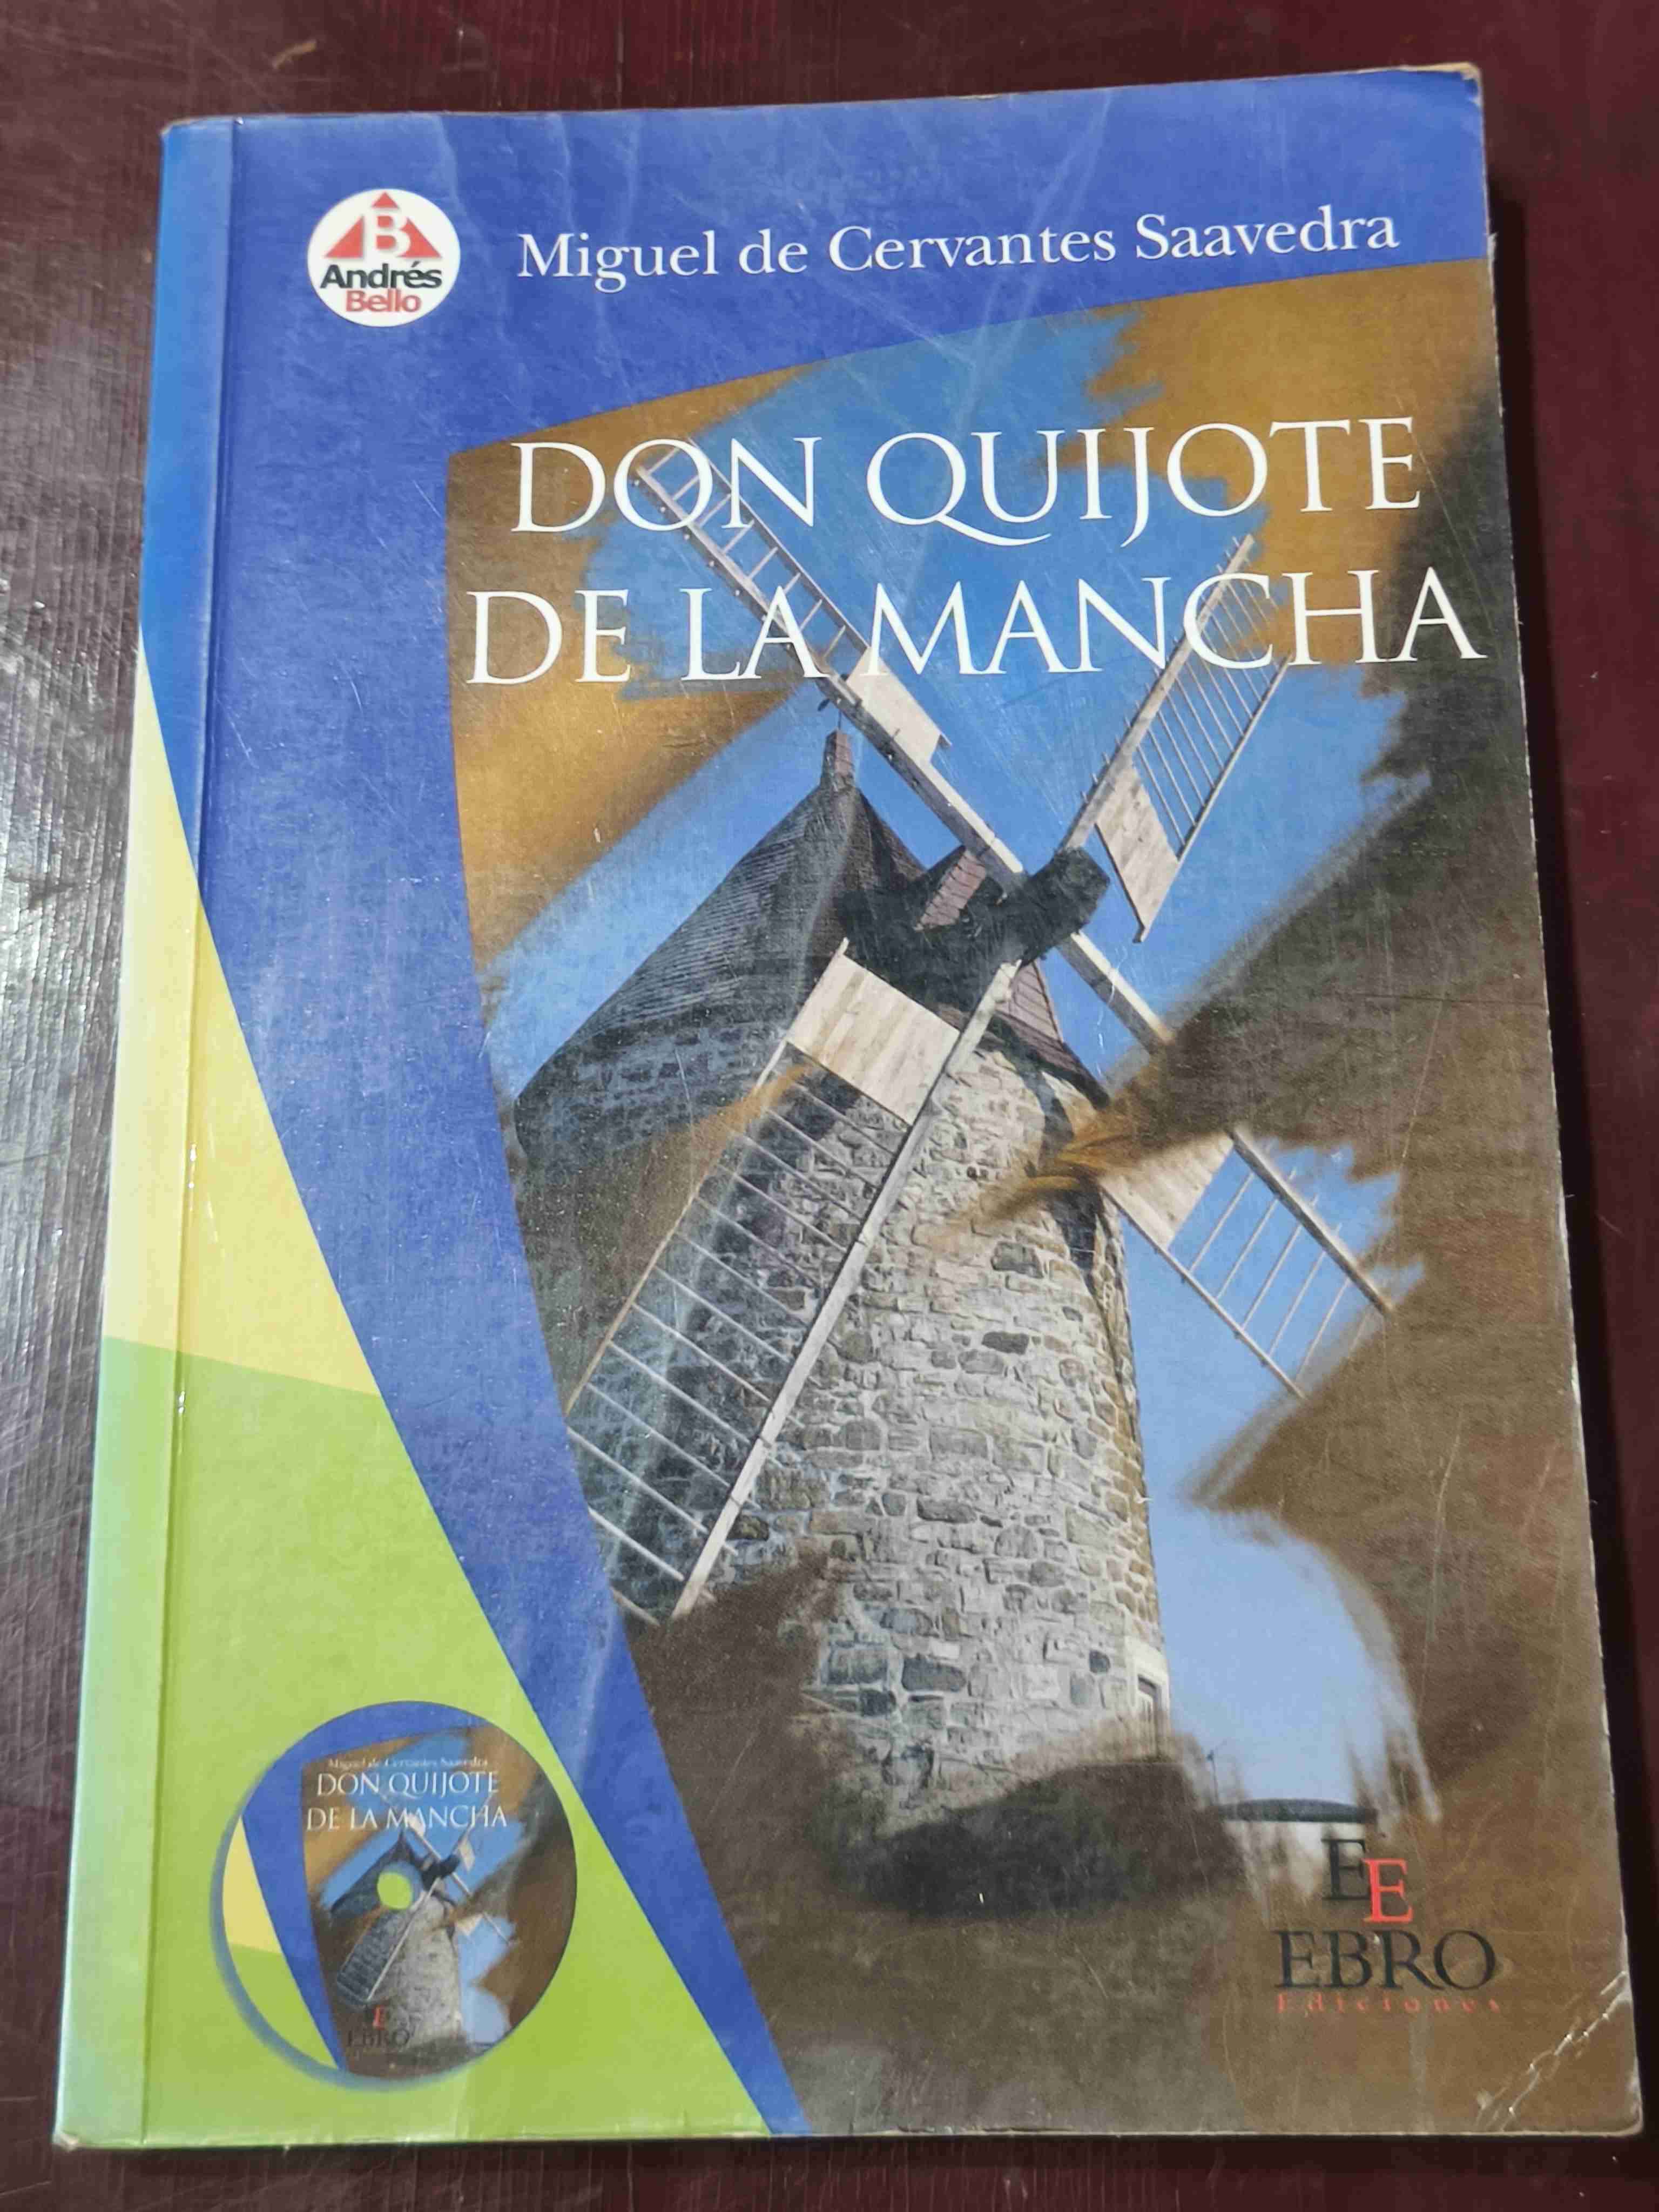 B
Andrés
Bello
Miguel de Cervantes Saavedra
DON QUIJOTE
DE LA MANCHA
Miguel de Cervantes Saavedra
DON QUIJOTE
DE LA MANCHA
E
EBRO
E E
EBRO
Ediciones